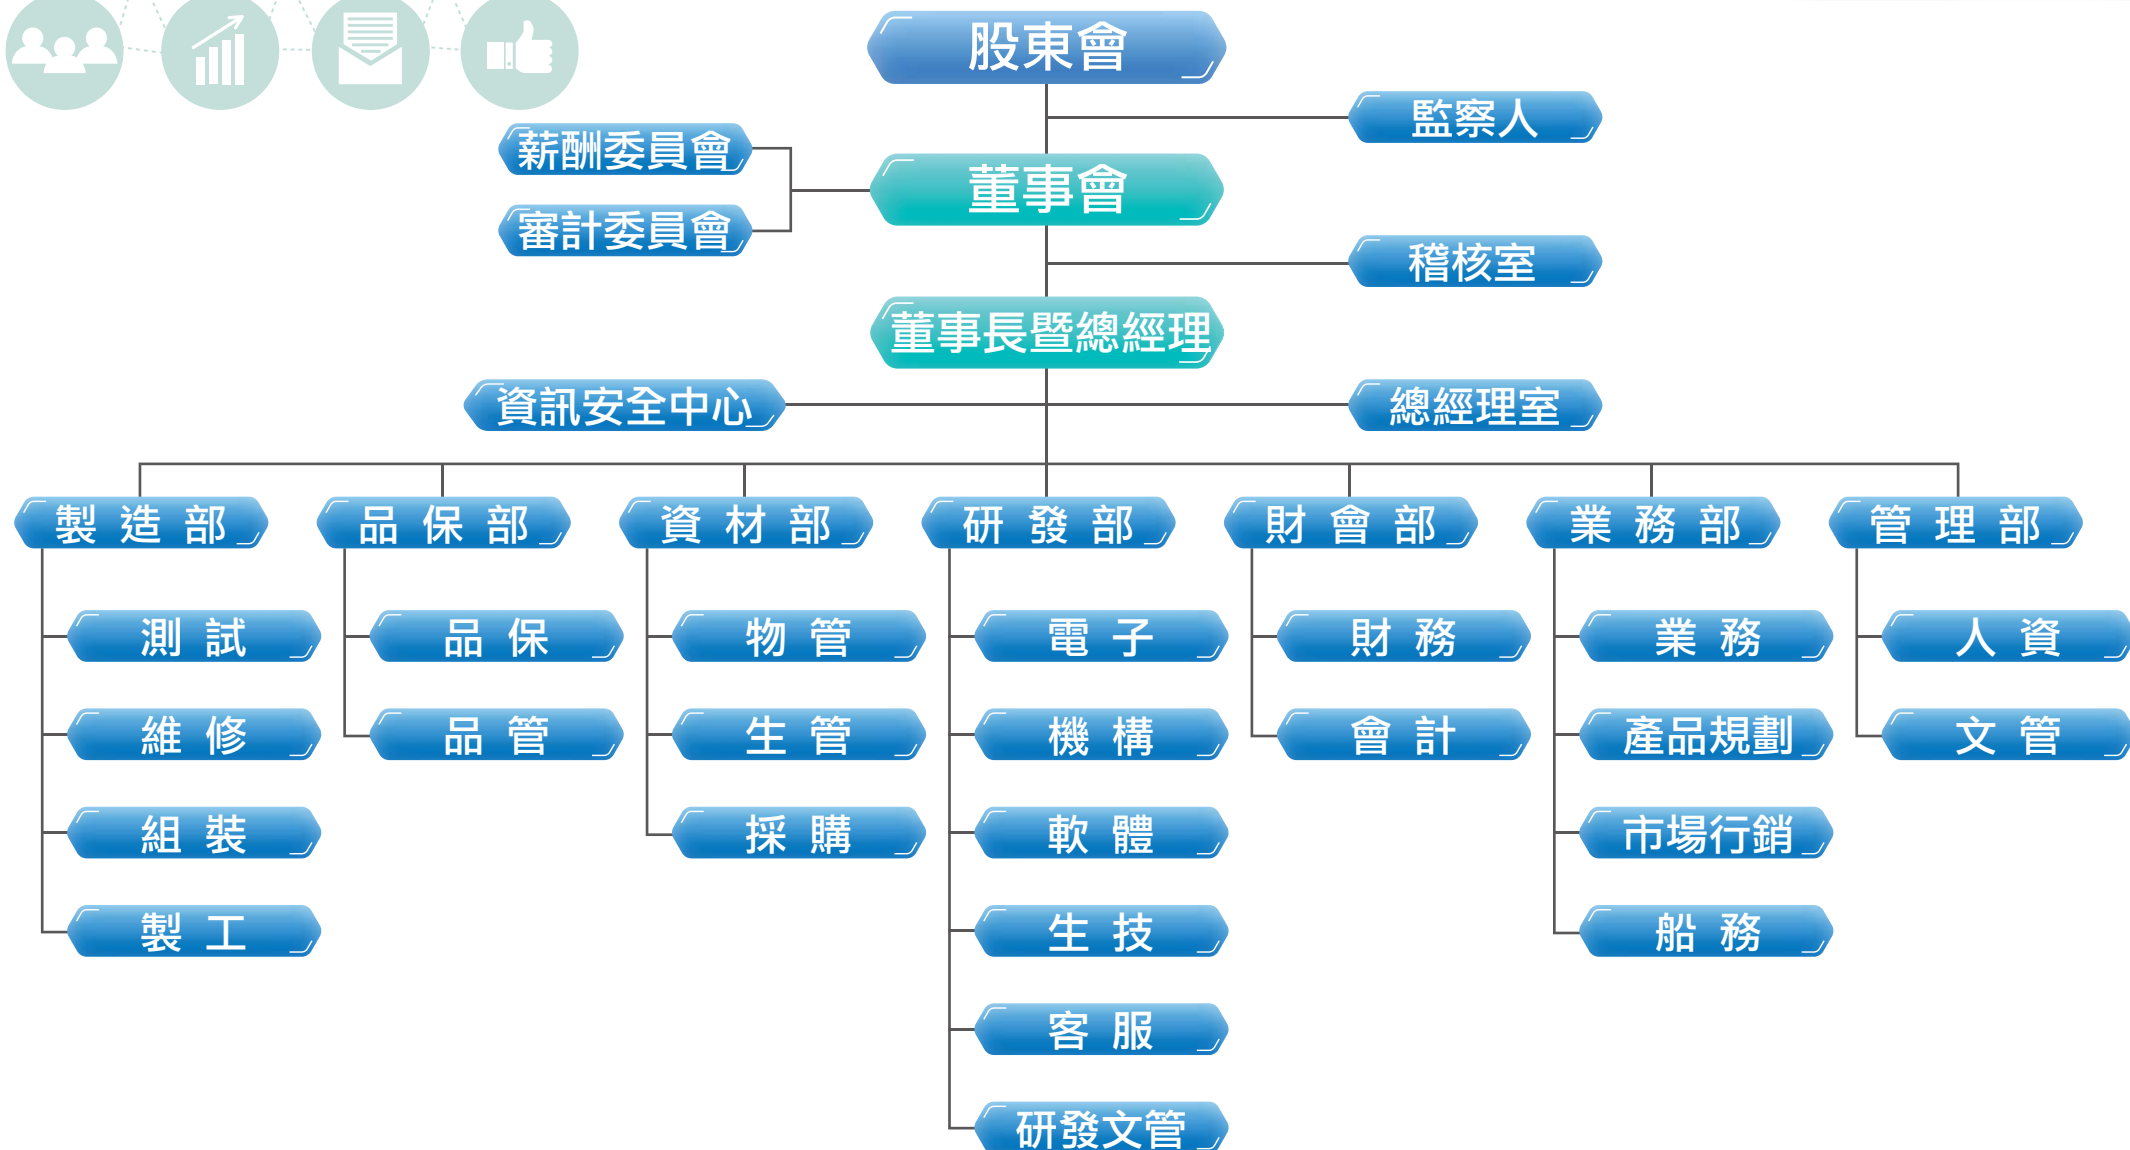 股東會
監察人
薪酬委員會
董事會
審計委員會
稽核室
董事長暨總經理
資訊安全中心
總經理室
製造部
品保部
資材部
研發部
財會部
業務部
管理部
測試
品保
物管
電子
財務
業務
人資
維修
品管
生管
機構
會計
產品規劃
文管
組裝
採購
軟體
市場行銷
製工
生技
船務
客服
研發文管